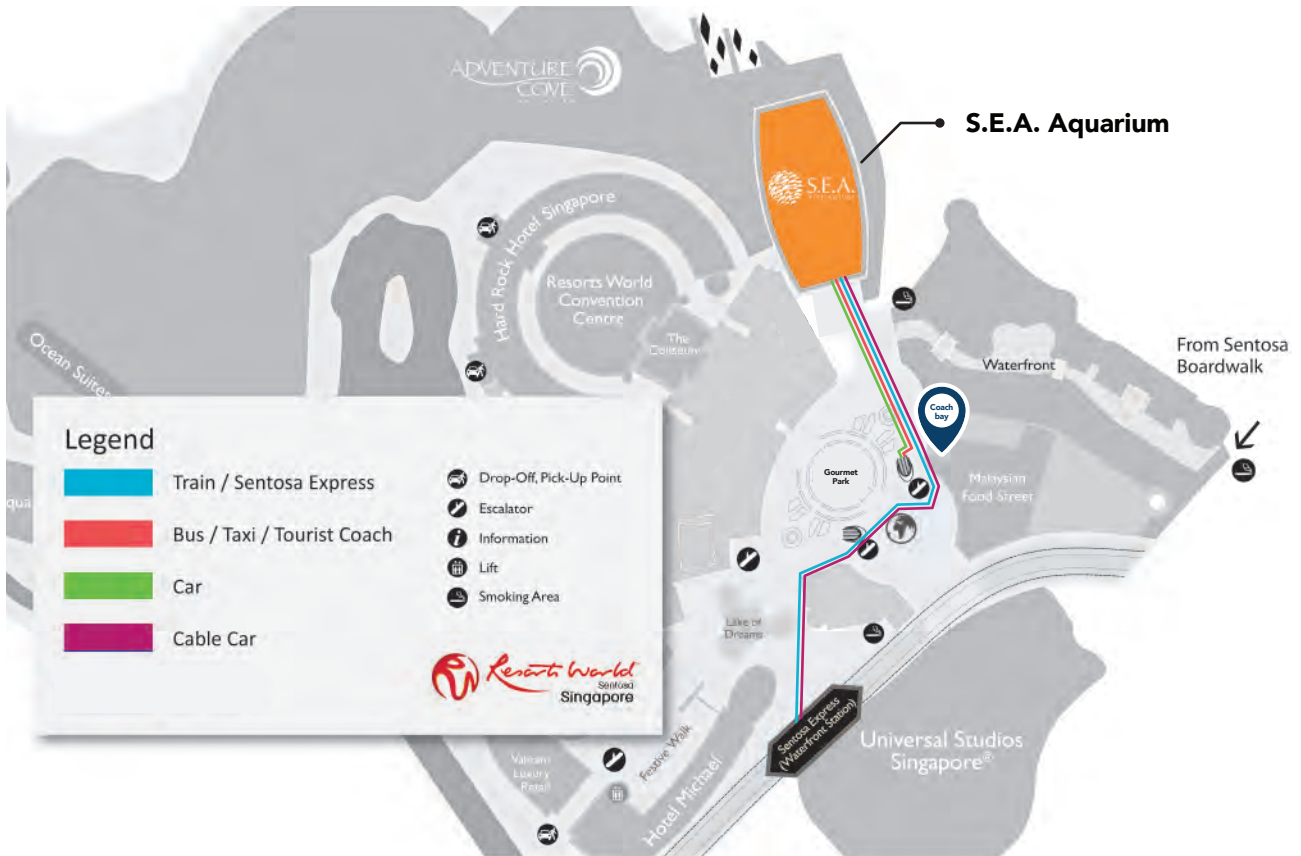 ADVENTURE
COVE
S.E.A. Aquarium
S.E.A.
Hard Rock Hotel Singapore
Resorts World
Convention
Centre
The
Ocean Suites
Waterfront
From Sentosa
Boardwalk
Coach
bay
Gourmet
Park
Malaysian
Food Street
Legend
Train / Sentosa Express
Bus / Taxi / Tourist Coach
Car
Cable Car
Drop-Off, Pick-Up Point
Escalator
Information
Lift
Smoking Area
Resorts World
Sentosa
Singapore
Lake of
Dreams
Sentosa Express
(Waterfront Station)
Universal Studios
Singapore®
Festive Walk
Hotel Michael
Luxury
Retail